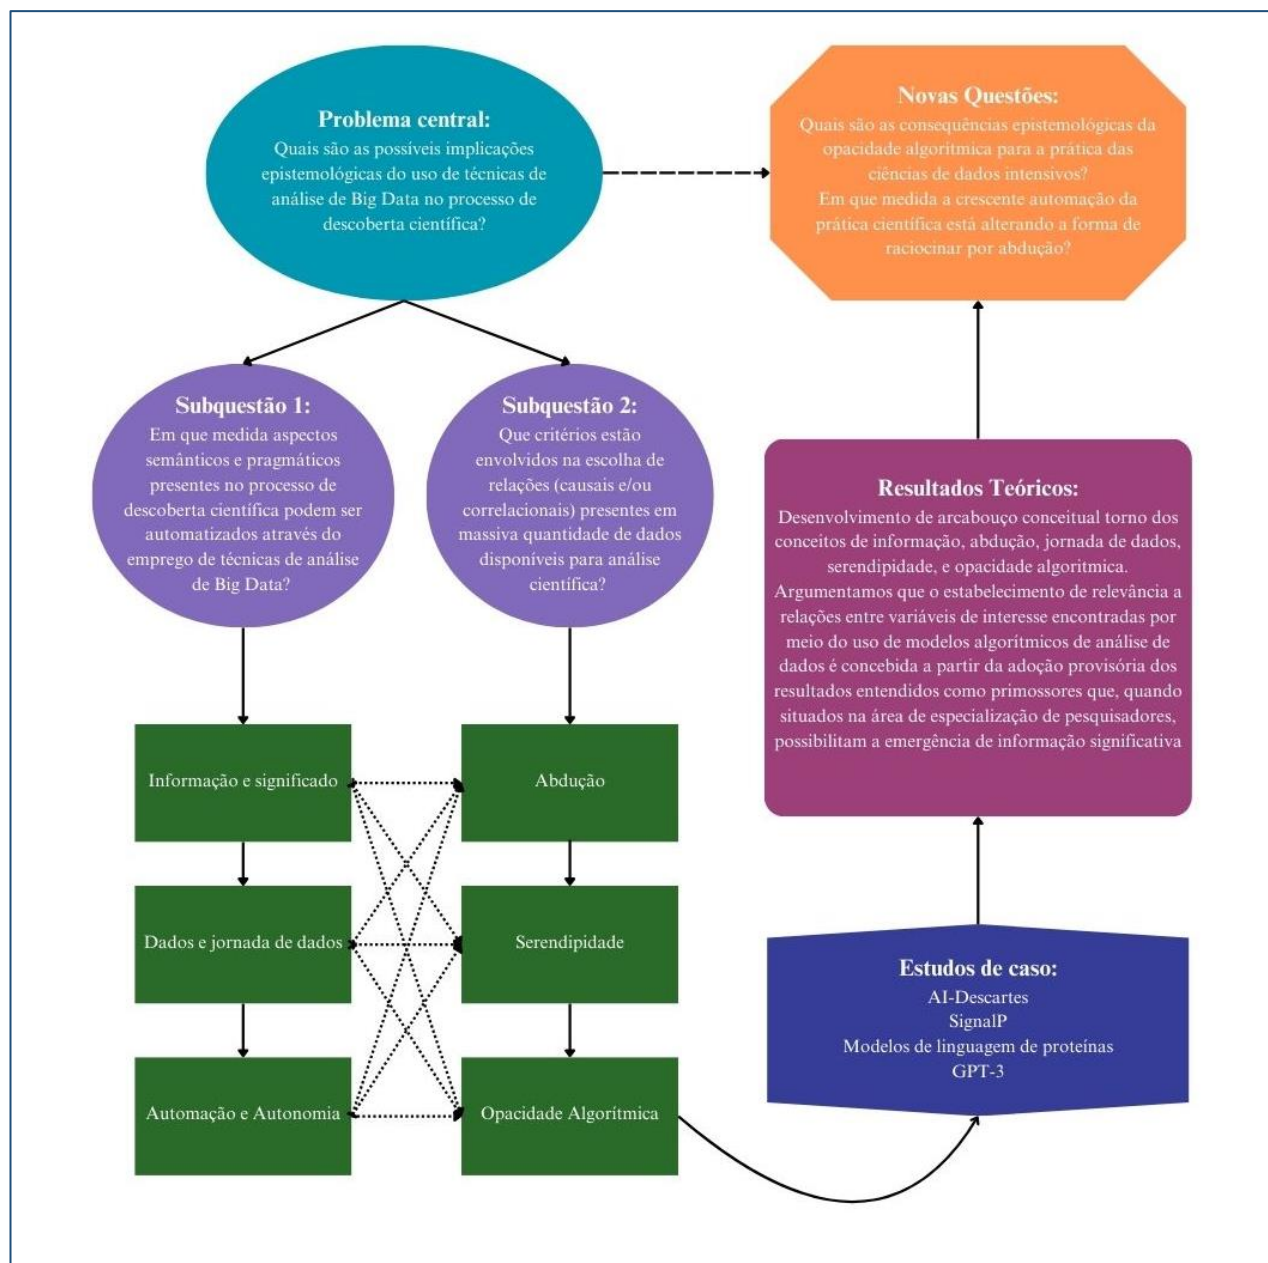 Problema central:
Quais são as possíveis implicações
epistemológicas do uso de técnicas de
análise de Big Data no processo de
descoberta científica?
Novas Questões:
Quais são as consequências epistemológicas da
opacidade algorítmica para a prática das
ciências de dados intensivos?
Em que medida a crescente automação da
prática científica está alterando a forma de
raciocinar por abdução?
Subquestão 1:
Em que medida aspectos
semânticos e pragmáticos
presentes no processo de
descoberta científica podem ser
automatizados através do
emprego de técnicas de análise
de Big Data?
Subquestão 2:
Que critérios estão
envolvidos na escolha de
relações (causais e/ou
correlacionais) presentes em
massiva quantidade de dados
disponíveis para análise
científica?
Resultados Teóricos:
Desenvolvimento de arcabouço conceitual torno dos
conceitos de informação, abdução, jornada de dados,
serendipidade, e opacidade algoritmica.
Argumentamos que o estabelecimento de relevância a
relações entre variáveis de interesse encontradas por
meio do uso de modelos algorítmicos de análise de
dados é concebida a partir da adoção provisória dos
resultados entendidos como primossores que, quando
situados na área de especialização de pesquisadores,
possibilitam a emergência de informação significativa
Informação e significado
Abdução
Dados e jornada de dados
Serendipidade
Automação e Autonomia
Opacidade Algorítmica
Estudos de caso:
AI-Descartes
SignalP
Modelos de linguagem de proteínas
GPT-3